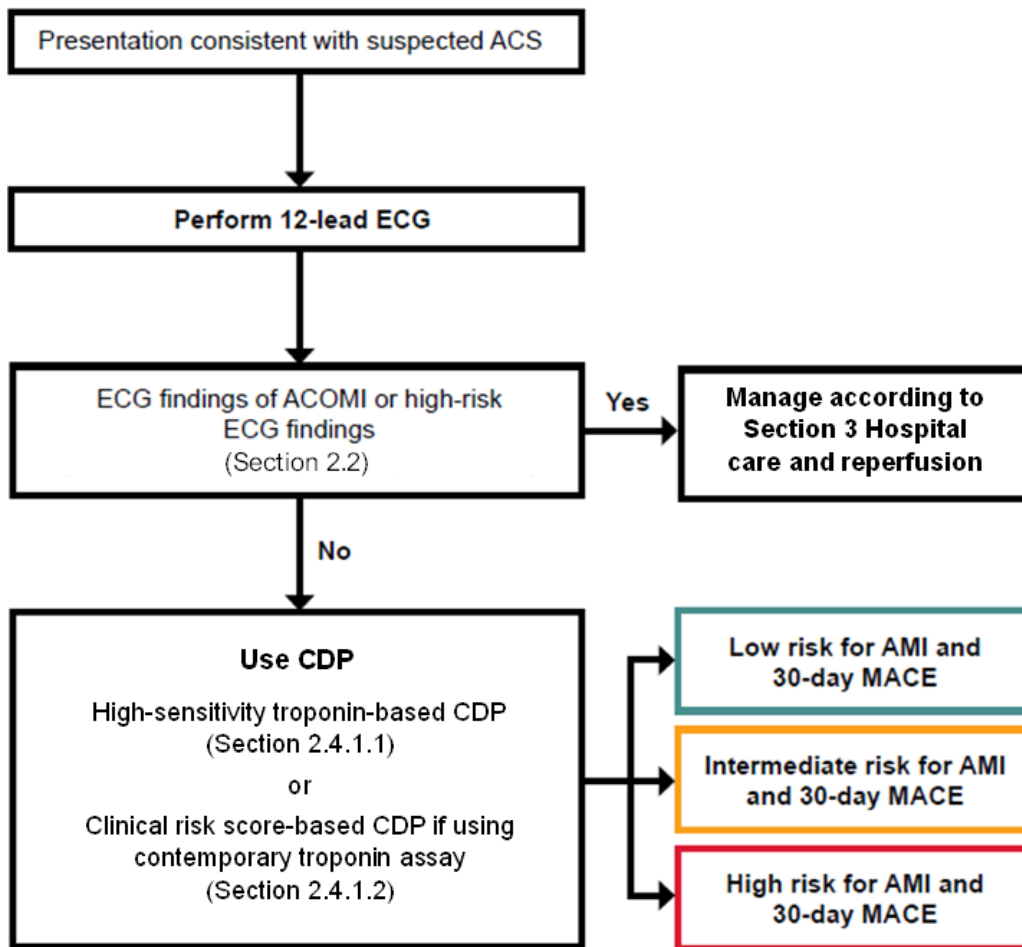 Presentation consistent with suspected ACS
Perform 12-lead ECG
ECG findings of ACOMI or high-risk
ECG findings
(Section 2.2)
Yes
Manage according to
Section 3 Hospital
care and reperfusion
No
Use CDP
High-sensitivity troponin-based CDP
(Section 2.4.1.1)
or
Clinical risk score-based CDP if using
contemporary troponin assay
(Section 2.4.1.2)
Low risk for AMI and
30-day MACE
Intermediate risk for AMI
and 30-day MACE
High risk for AMI and
30-day MACE